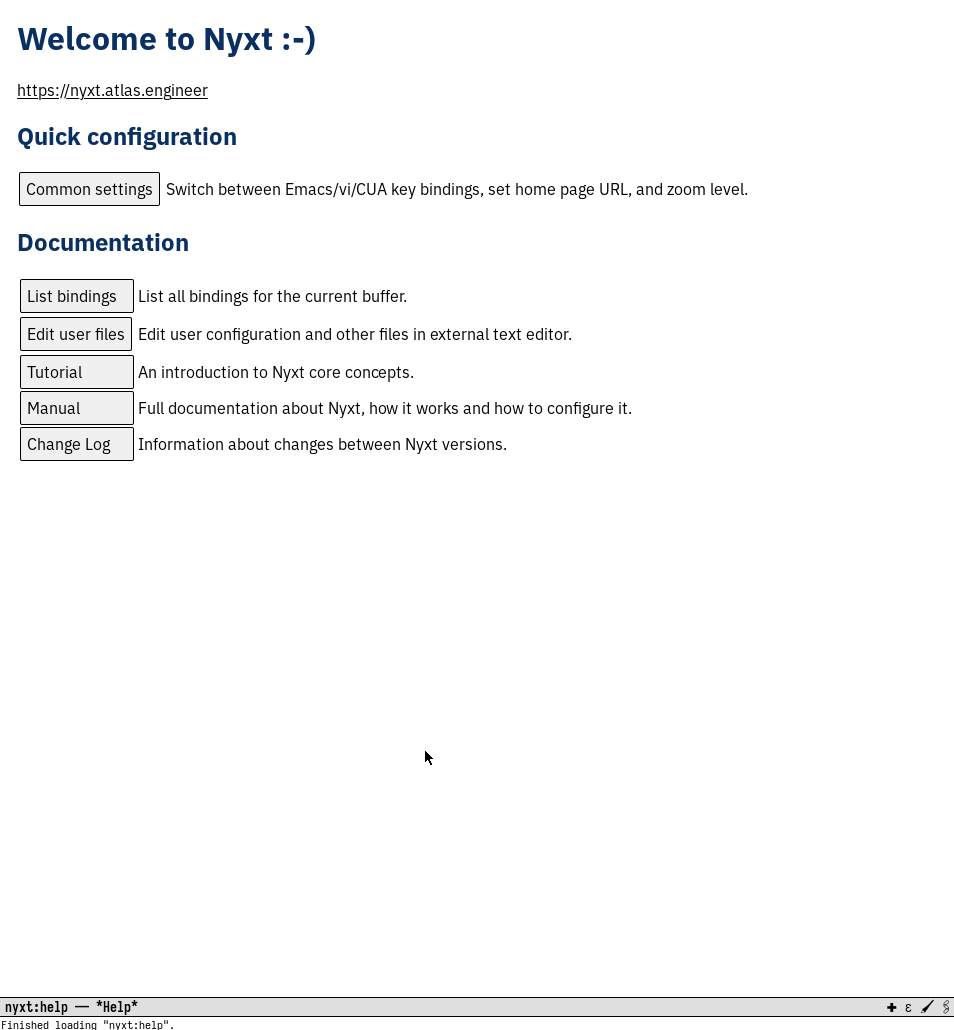 Welcome to Nyxt :-)
https://nyxt.atlas.engineer
Quick configuration
Common settings Switch between Emacs/vi/CUA key bindings, set home page URL, and zoom level.
Documentation
List bindings List all bindings for the current buffer.
Edit user files Edit user configuration and other files in external text editor.
Tutorial An introduction to Nyxt core concepts.
Manual Full documentation about Nyxt, how it works and how to configure it.
Change Log Information about changes between Nyxt versions.
nyxt:help — *Help* ✚ ε
Finished loading "nyxt:help".